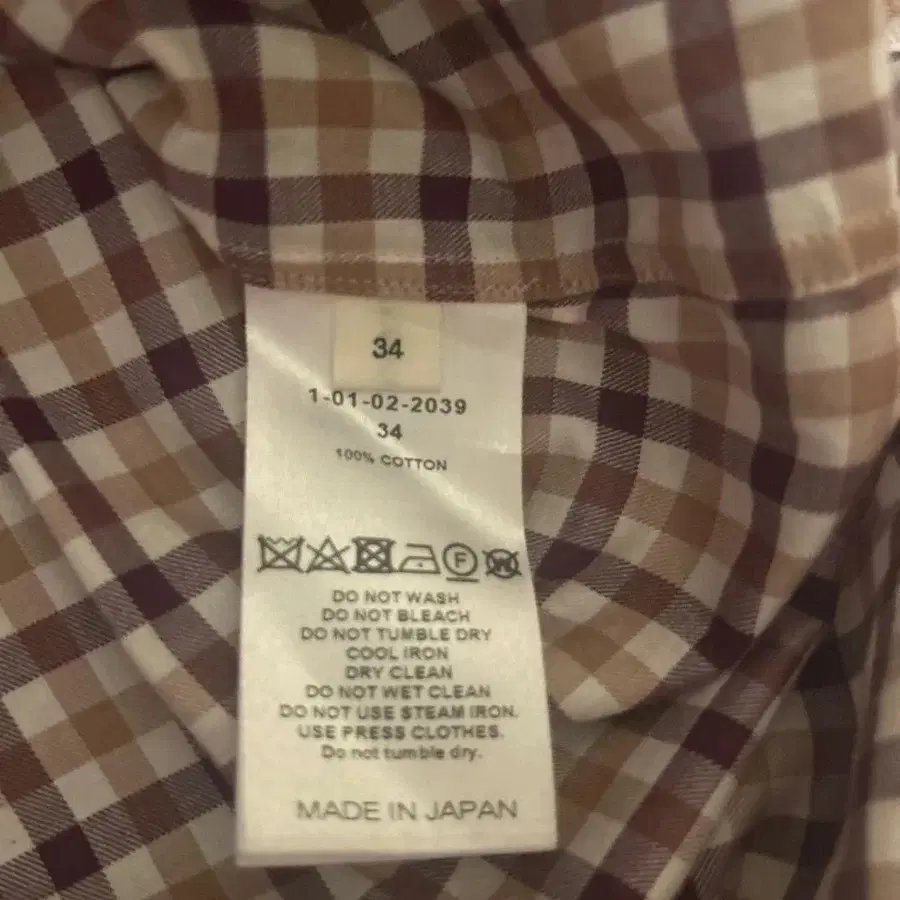 34
1-01-02-2039
34
100% COTTON
F W
DO NOT WASH
DO NOT BLEACH
DO NOT TUMBLE DRY
COOL IRON
DRY CLEAN
DO NOT WET CLEAN
DO NOT USE STEAM IRON.
USE PRESS CLOTHES.
Do not tumble dry.
MADE IN JAPAN